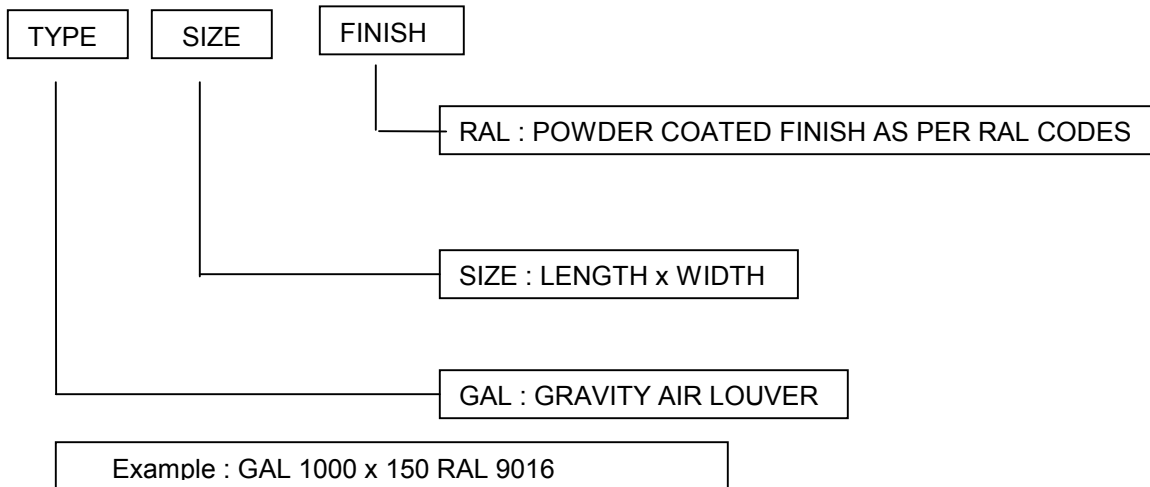 TYPE SIZE FINISH
RAL : POWDER COATED FINISH AS PER RAL CODES
SIZE : LENGTH x WIDTH
GAL : GRAVITY AIR LOUVER
Example : GAL 1000 x 150 RAL 9016